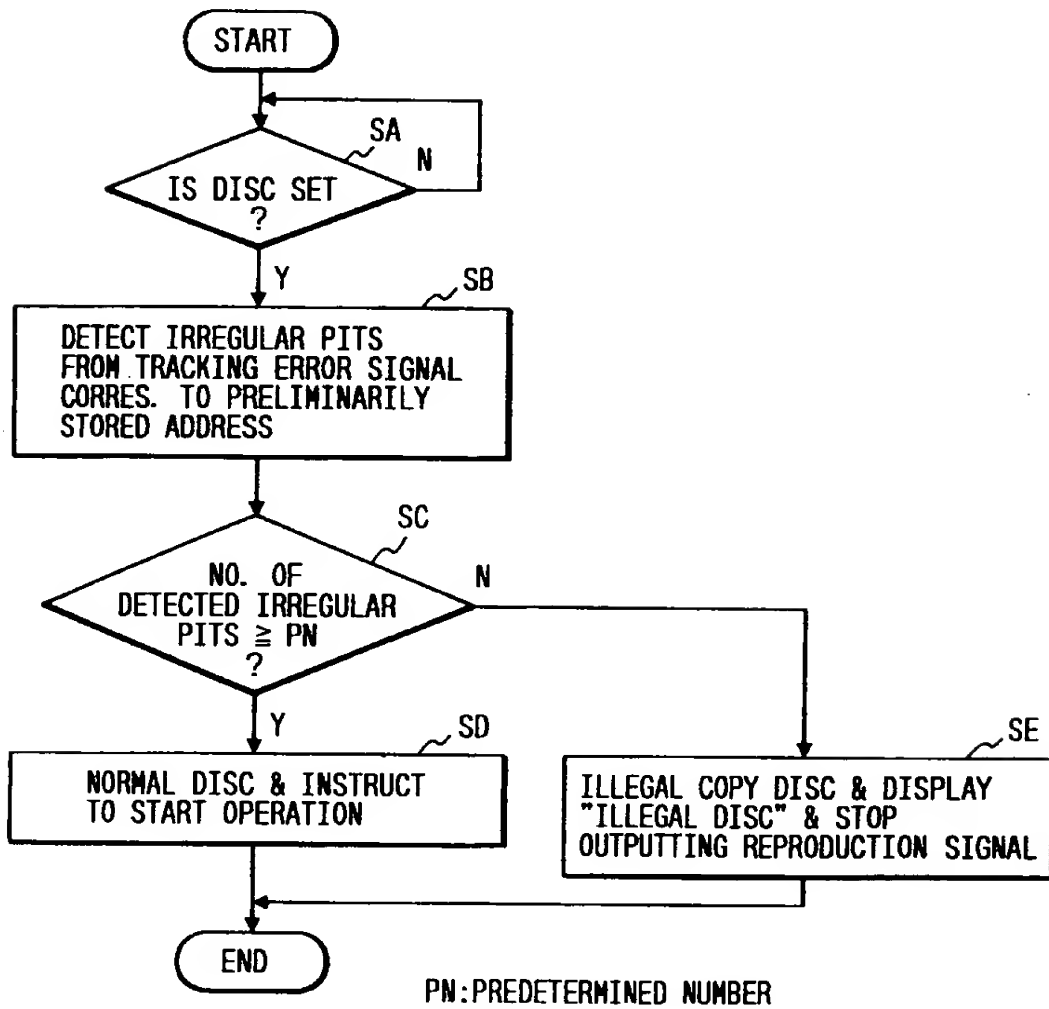 START
SA
N
IS DISC SET
?
Y
SB
DETECT IRREGULAR PITS
FROM TRACKING ERROR SIGNAL
CORRES. TO PRELIMINARILY
STORED ADDRESS
SC
NO. OF
DETECTED IRREGULAR
PITS ≧ PN
?
N
Y
SD
NORMAL DISC & INSTRUCT
TO START OPERATION
SE
ILLEGAL COPY DISC & DISPLAY
"ILLEGAL DISC" & STOP
OUTPUTTING REPRODUCTION SIGNAL
END
PN:PREDETERMINED NUMBER